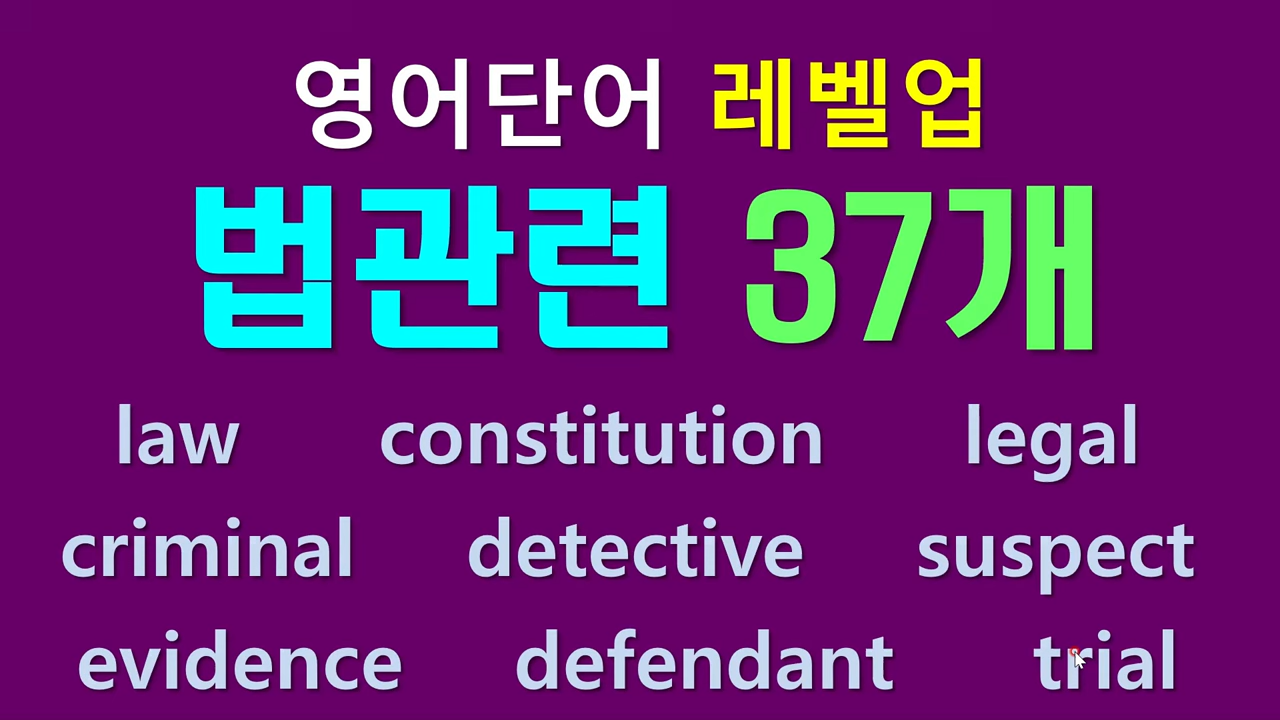 영어단어 레벨업
법관련 37개
law constitution legal
criminal detective suspect
evidence defendant trial